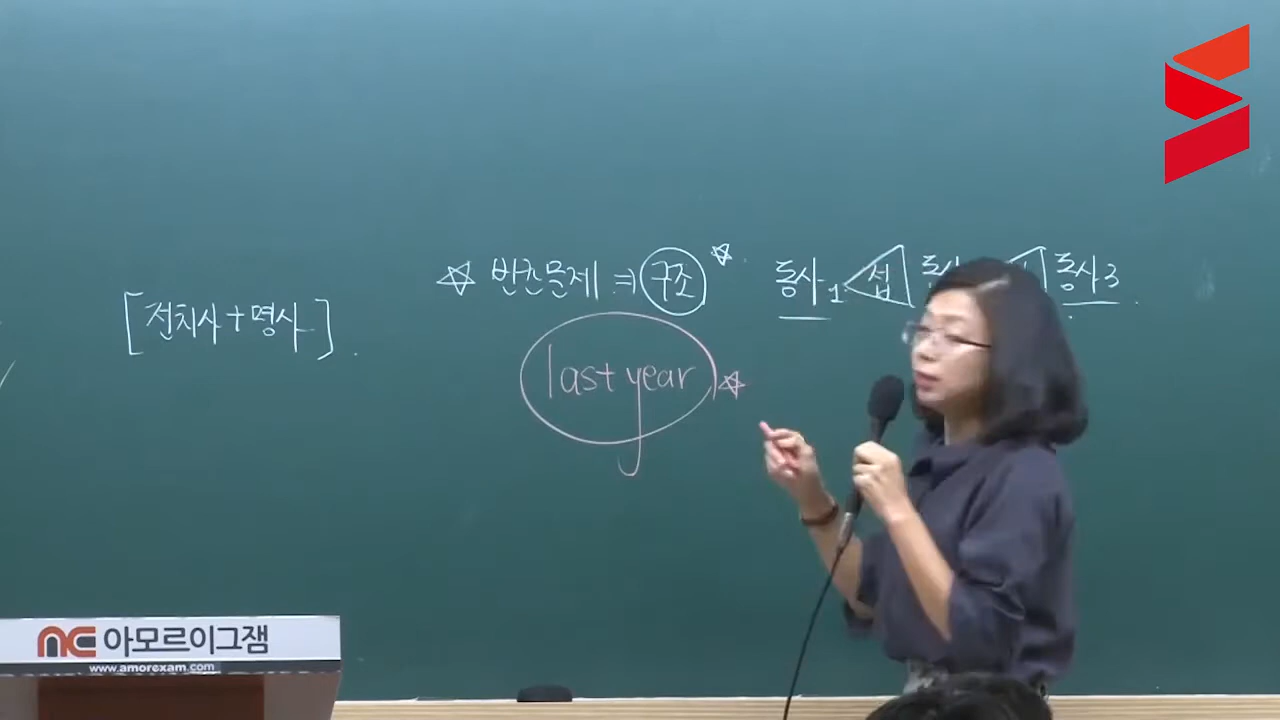 ☆ 빈칸문제 ⇒ 구조 ☆ 동사1 섭 동사3
[전치사+명사]
last year ☆
아모르이그잼
www.amorexam.com